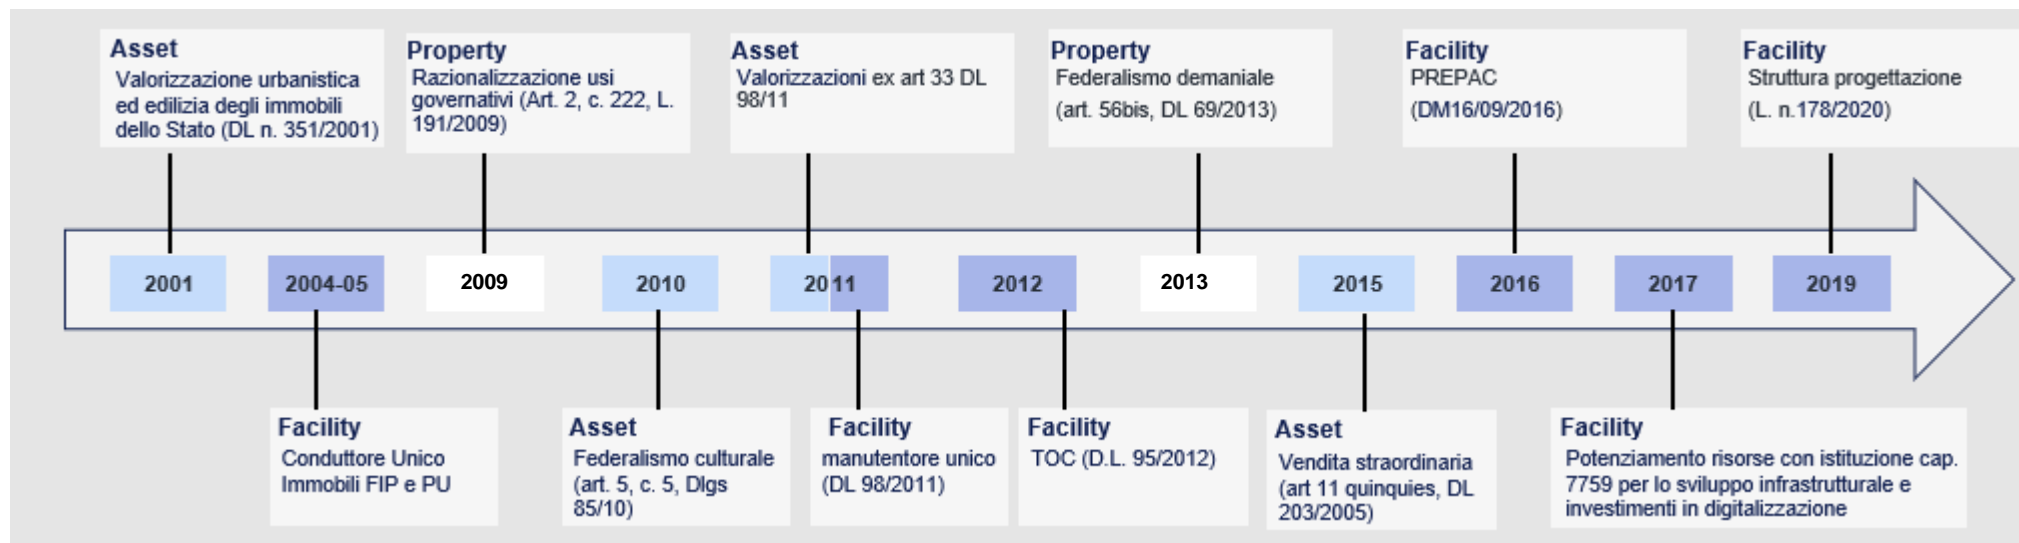 Asset
Valorizzazione urbanistica
ed edilizia degli immobili
dello Stato (DL n. 351/2001)
Property
Razionalizzazione usi
governativi (Art. 2, c. 222, L.
191/2009)
Asset
Valorizzazioni ex art 33 DL
98/11
Property
Federalismo demaniale
(art. 56bis, DL 69/2013)
Facility
PREPAC
(DM16/09/2016)
Facility
Struttura progettazione
(L. n.178/2020)
2001
2004-05
2009
2010
2011
2012
2013
2015
2016
2017
2019
Facility
Conduttore Unico
Immobili FIP e PU
Asset
Federalismo culturale
(art. 5, c. 5, Dlgs
85/10)
Facility
manutentore unico
(DL 98/2011)
Facility
TOC (D.L. 95/2012)
Asset
Vendita straordinaria
(art 11 quinquies, DL
203/2005)
Facility
Potenziamento risorse con istituzione cap.
7759 per lo sviluppo infrastrutturale e
investimenti in digitalizzazione